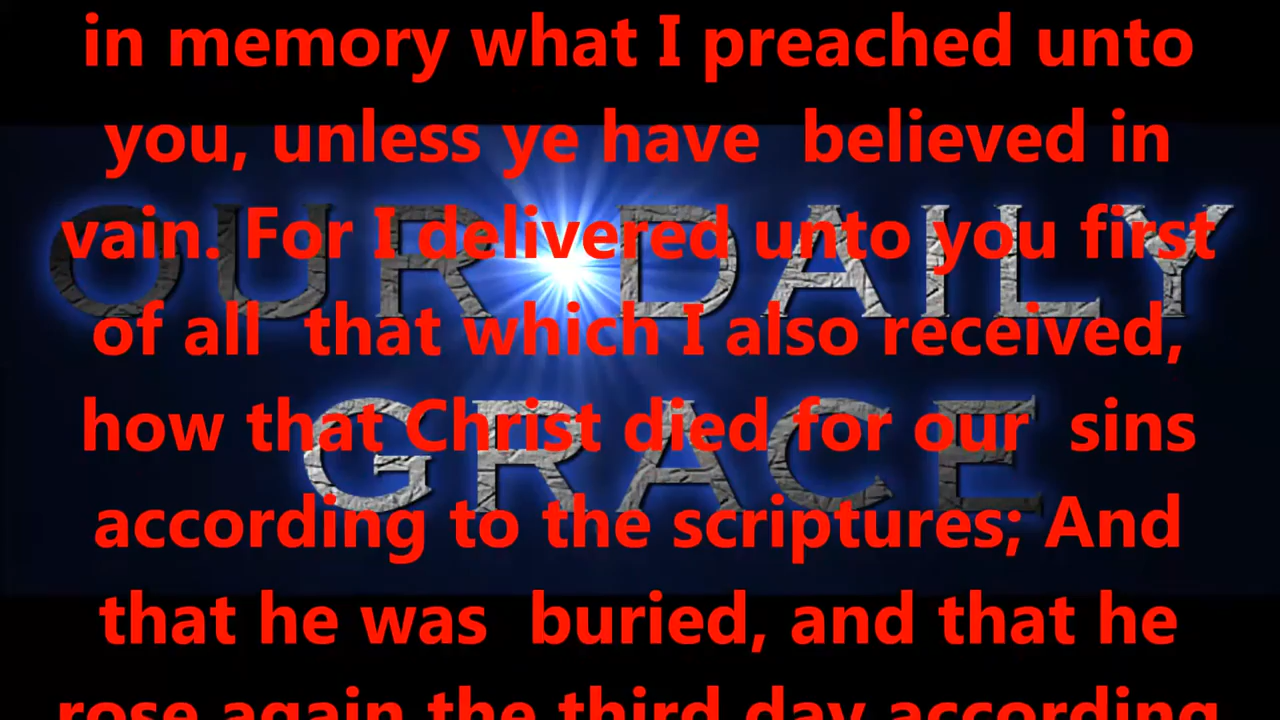 in memory what I preached unto
you, unless ye have believed in
vain. For I delivered unto you first
of all that which I also received,
how that Christ died for our sins
according to the scriptures; And
that he was buried, and that he
rose again the third day according
OUR DAILY
GRACE